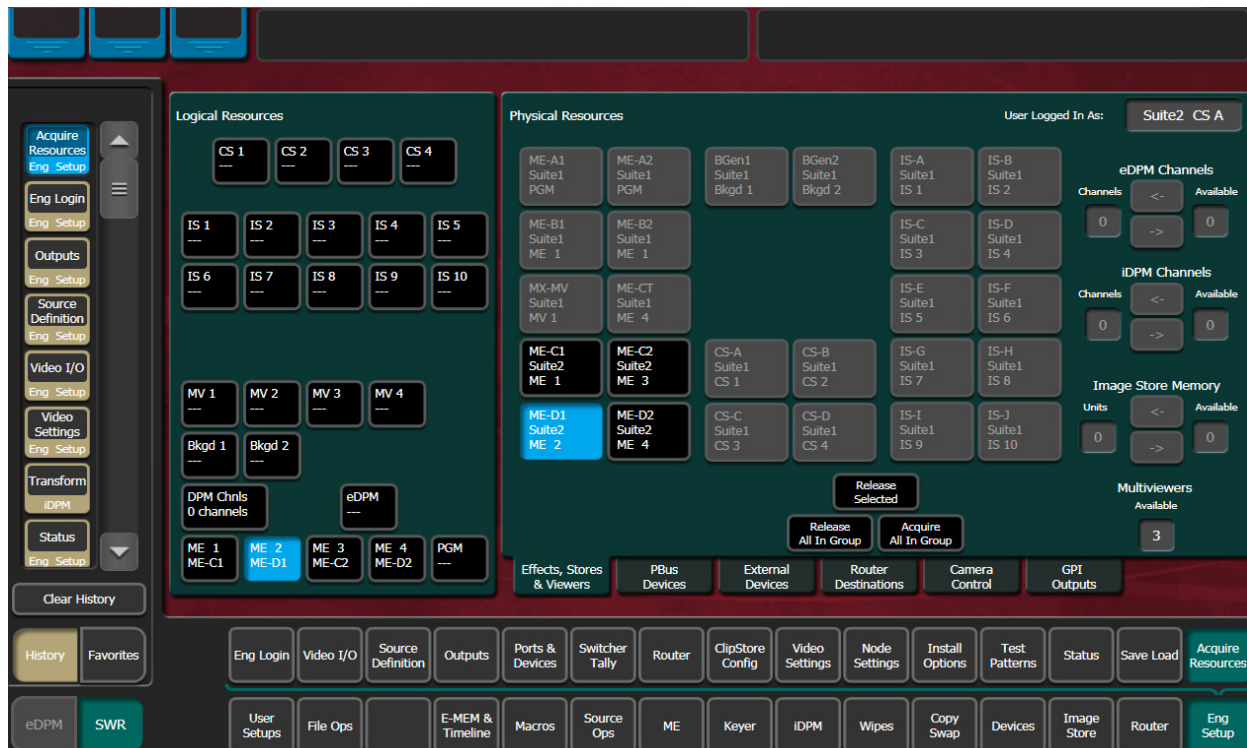 Logical Resources
Physical Resources
User Logged In As:
Suite2 CS A
Acquire
Resources
Eng Setup
Eng Login
Eng Setup
Outputs
Eng Setup
Source
Definition
Eng Setup
Video I/O
Eng Setup
Video
Settings
Eng Setup
Transform
iDPM
Status
Eng Setup
Clear History
History
Favorites
eDPM
SWR
CS 1
---
CS 2
---
CS 3
---
CS 4
---
IS 1
---
IS 2
---
IS 3
---
IS 4
---
IS 5
---
IS 6
---
IS 7
---
IS 8
---
IS 9
---
IS 10
---
MV 1
---
MV 2
---
MV 3
---
MV 4
---
Bkgd 1
---
Bkgd 2
---
DPM Chnls
0 channels
eDPM
---
ME 1
ME-C1
ME 2
ME-D1
ME 3
ME-C2
ME 4
ME-D2
PGM
---
ME-A1
Suite1
PGM
ME-A2
Suite1
PGM
BGen1
Suite1
Bkgd 1
BGen2
Suite1
Bkgd 2
IS-A
Suite1
IS 1
IS-B
Suite1
IS 2
ME-B1
Suite1
ME 1
ME-B2
Suite1
ME 1
IS-C
Suite1
IS 3
IS-D
Suite1
IS 4
MX-MV
Suite1
MV 1
ME-CT
Suite1
ME 4
IS-E
Suite1
IS 5
IS-F
Suite1
IS 6
ME-C1
Suite2
ME 1
ME-C2
Suite2
ME 3
CS-A
Suite1
CS 1
CS-B
Suite1
CS 2
IS-G
Suite1
IS 7
IS-H
Suite1
IS 8
ME-D1
Suite2
ME 2
ME-D2
Suite2
ME 4
CS-C
Suite1
CS 3
CS-D
Suite1
CS 4
IS-I
Suite1
IS 9
IS-J
Suite1
IS 10
eDPM Channels
Channels
<-
Available
0
->
0
iDPM Channels
Channels
<-
Available
0
->
0
Image Store Memory
Units
<-
Available
0
->
0
Multiviewers
Available
3
Release
Selected
Release
All In Group
Acquire
All In Group
Effects, Stores
& Viewers
PBus
Devices
External
Devices
Router
Destinations
Camera
Control
GPI
Outputs
Eng Login
Video I/O
Source
Definition
Outputs
Ports &
Devices
Switcher
Tally
Router
ClipStore
Config
Video
Settings
Node
Settings
Install
Options
Test
Patterns
Status
Save Load
Acquire
Resources
User
Setups
File Ops
E-MEM &
Timeline
Macros
Source
Ops
ME
Keyer
iDPM
Wipes
Copy
Swap
Devices
Image
Store
Router
Eng
Setup